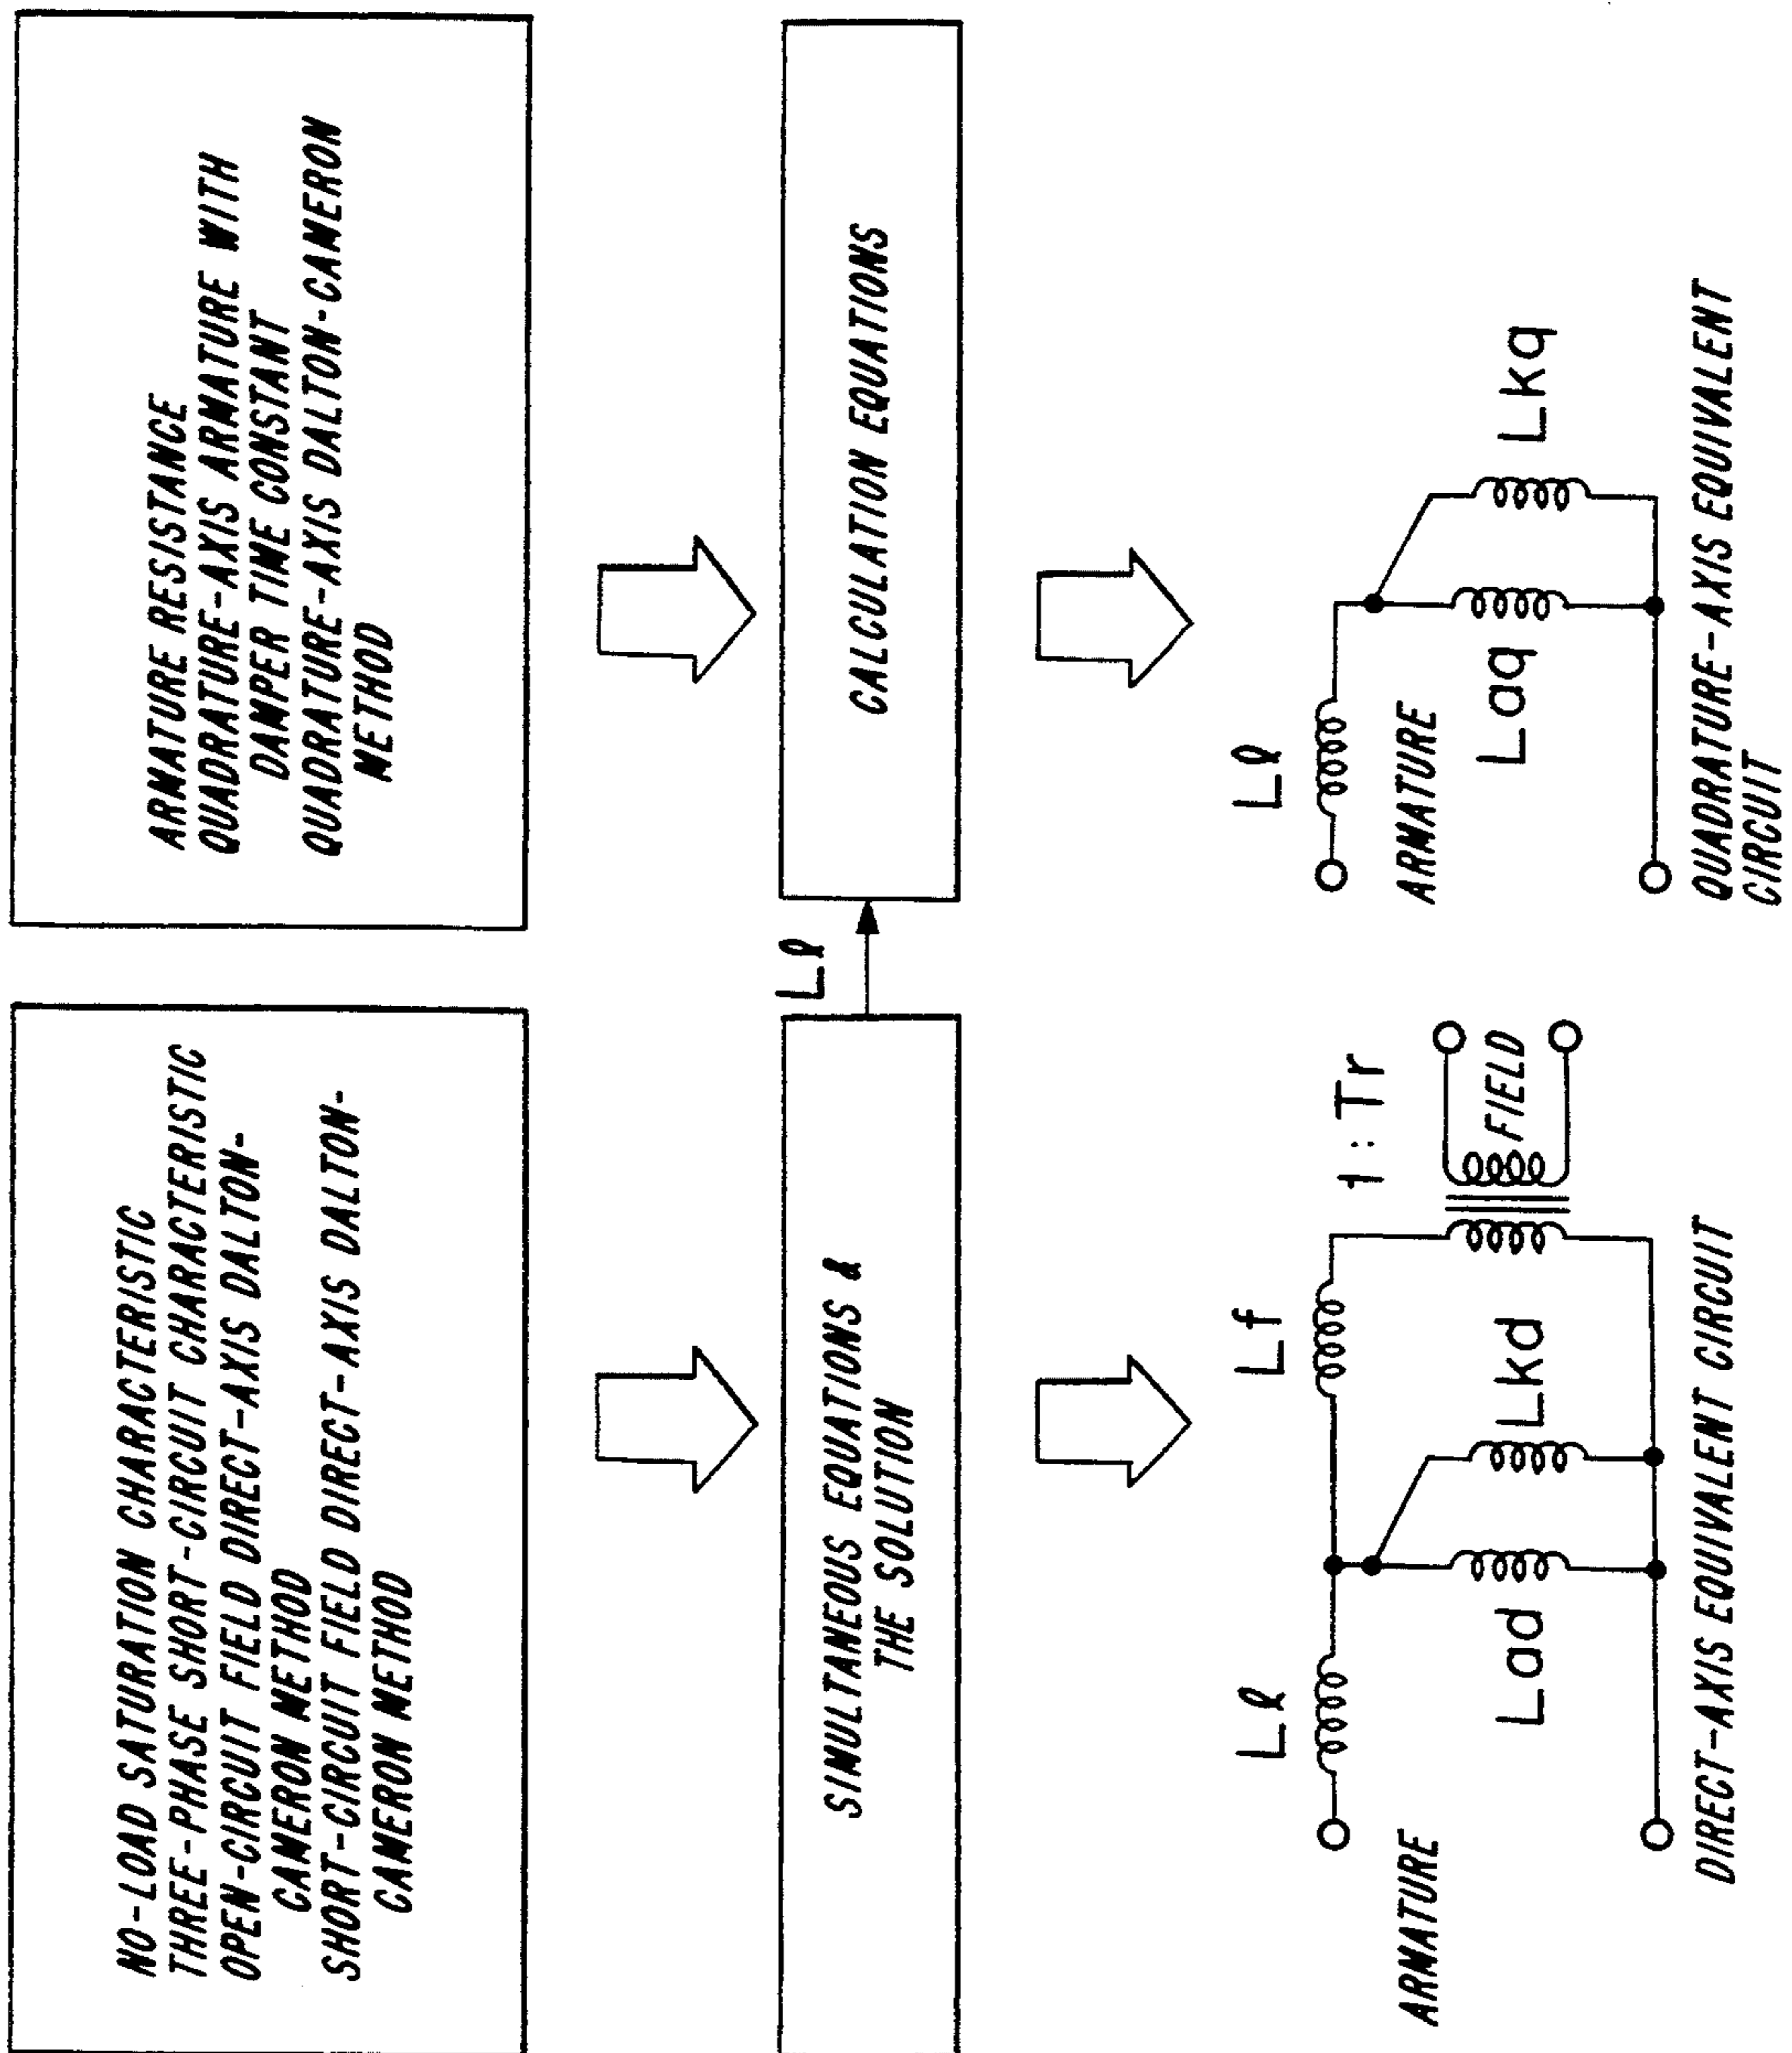 NO-LOAD SATURATION CHARACTERISTIC
THREE-PHASE SHORT-CIRCUIT CHARACTERISTIC
OPEN-CIRCUIT FIELD DIRECT-AXIS DALTON-
CAMERON METHOD
SHORT-CIRCUIT FIELD DIRECT-AXIS DALTON-
CAMERON METHOD
ARMATURE RESISTANCE
QUADRATURE-AXIS ARMATURE WITH
DAMPER TIME CONSTANT
QUADRATURE-AXIS DALTON-CAMERON
METHOD
SIMULTANEOUS EQUATIONS &
THE SOLUTION
Lℓ
CALCULATION EQUATIONS
Lℓ
Lf
1:Tr
ARMATURE
Lad
Lkd
FIELD
DIRECT-AXIS EQUIVALENT CIRCUIT
Lℓ
ARMATURE
Laq
Lkq
QUADRATURE-AXIS EQUIVALENT
CIRCUIT